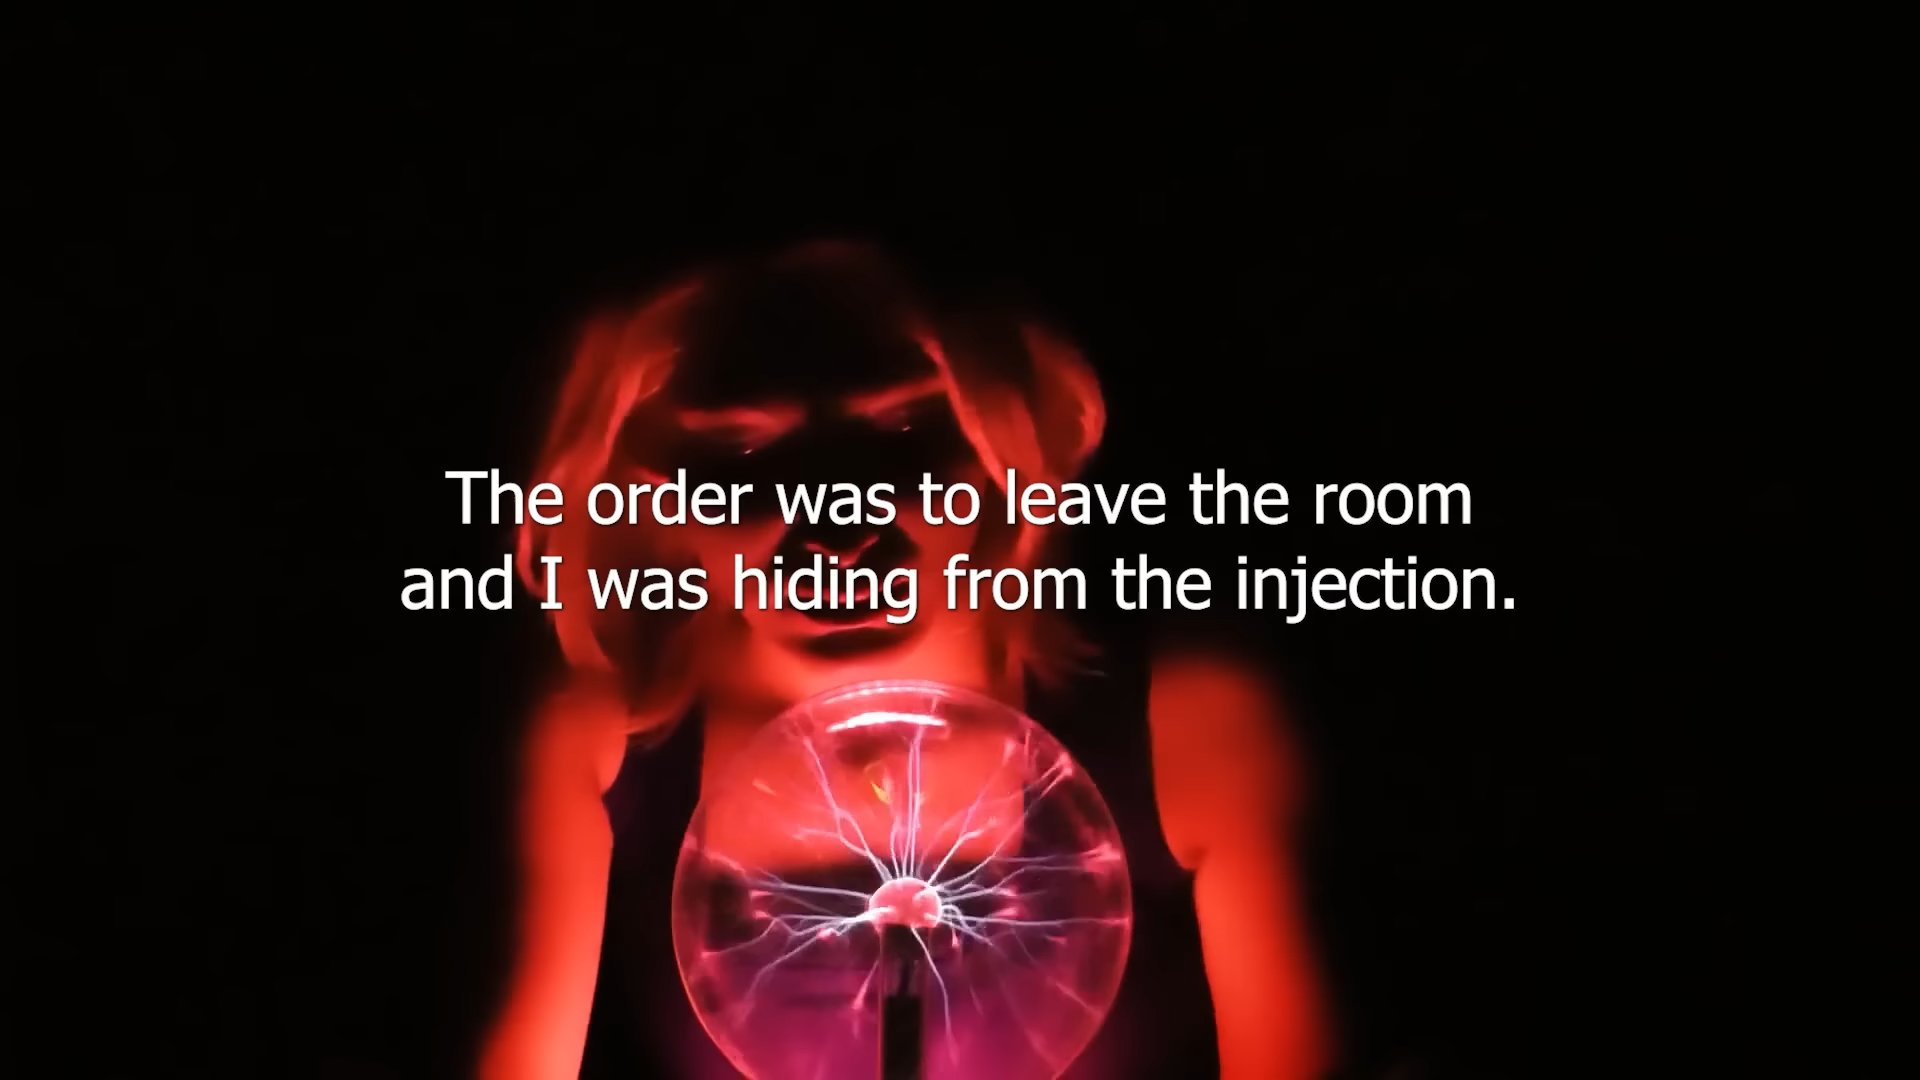 The order was to leave the room
and I was hiding from the injection.